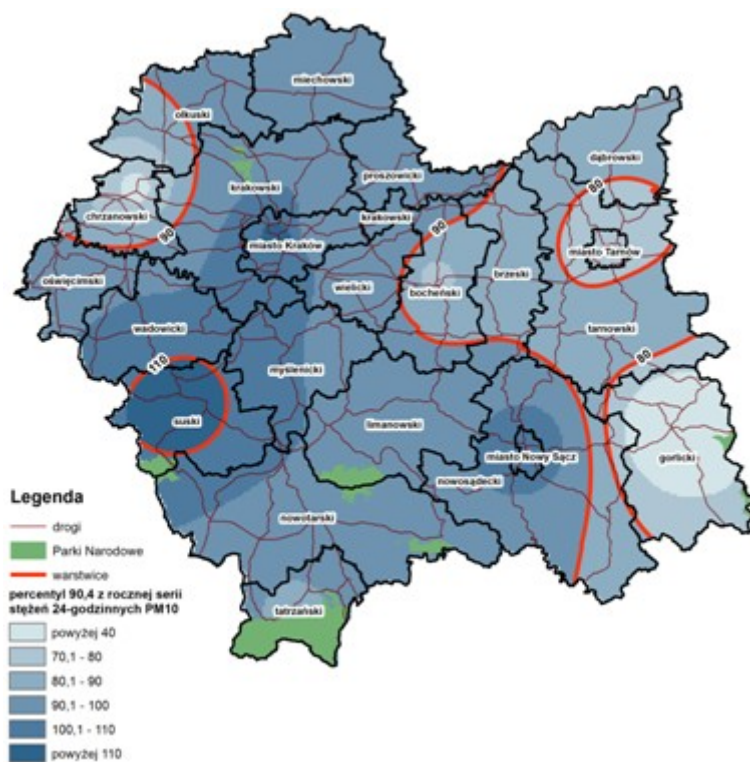 miechowski
olkuski
dąbrowski
proszowicki
krakowski
80
chrzanowski
krakowski
90
90
miasto Kraków
miasto Tarnów
oświęcimski
wielicki
bocheński
brzeski
wadowicki
tarnowski
110
80
myślenicki
suski
limanowski
miasto Nowy Sącz
gorlicki
nowosądecki
nowotarski
tatrzański
Legenda
drogi
Parki Narodowe
warstwice
percentyl 90,4 z rocznej serii
stężeń 24-godzinnych PM10
powyżej 40
70,1 - 80
80,1 - 90
90,1 - 100
100,1 - 110
powyżej 110